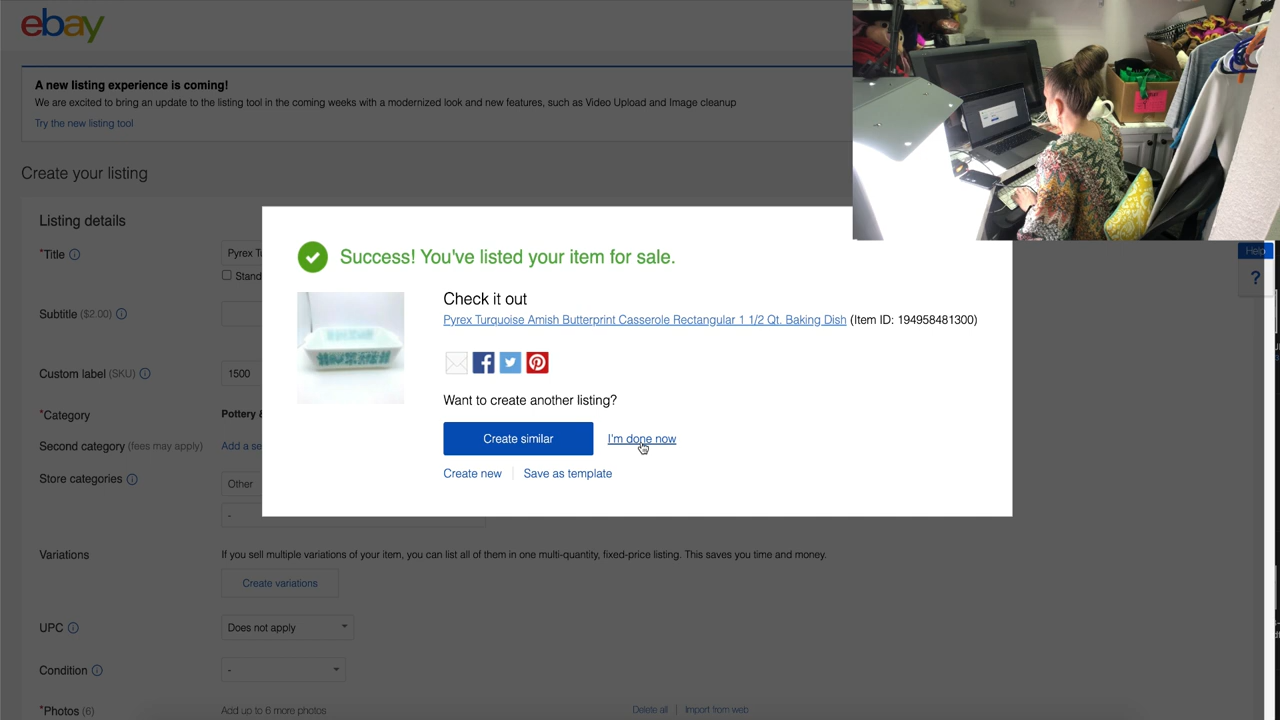 ebay
A new listing experience is coming!
We are excited to bring an update to the listing tool in the coming weeks with a modernized look and new features, such as Video Upload and Image cleanup
Try the new listing tool
Create your listing
Listing details
*Title
Pyrex Tu
Stand
Subtitle ($2.00)
Custom label (SKU)
1500
*Category
Pottery &
Second category (fees may apply)
Add a se
Store categories
Other
-
Success! You've listed your item for sale.
Check it out
Pyrex Turquoise Amish Butterprint Casserole Rectangular 1 1/2 Qt. Baking Dish (Item ID: 194958481300)
Want to create another listing?
Create similar
I'm done now
Create new
Save as template
Help
?
Variations
If you sell multiple variations of your item, you can list all of them in one multi-quantity, fixed-price listing. This saves you time and money.
Create variations
UPC
Does not apply
Condition
-
*Photos (6)
Add up to 6 more photos
Delete all
Import from web